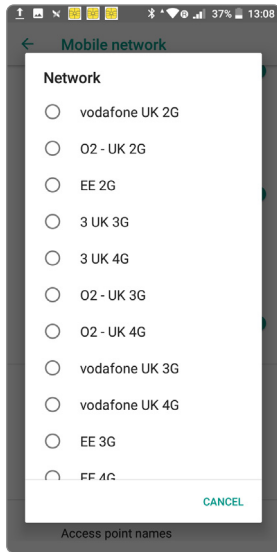 37% 13:08
Mobile network
Network
vodafone UK 2G
O2 - UK 2G
EE 2G
3 UK 3G
3 UK 4G
O2 - UK 3G
O2 - UK 4G
vodafone UK 3G
vodafone UK 4G
EE 3G
EE 4G
CANCEL
Access point names